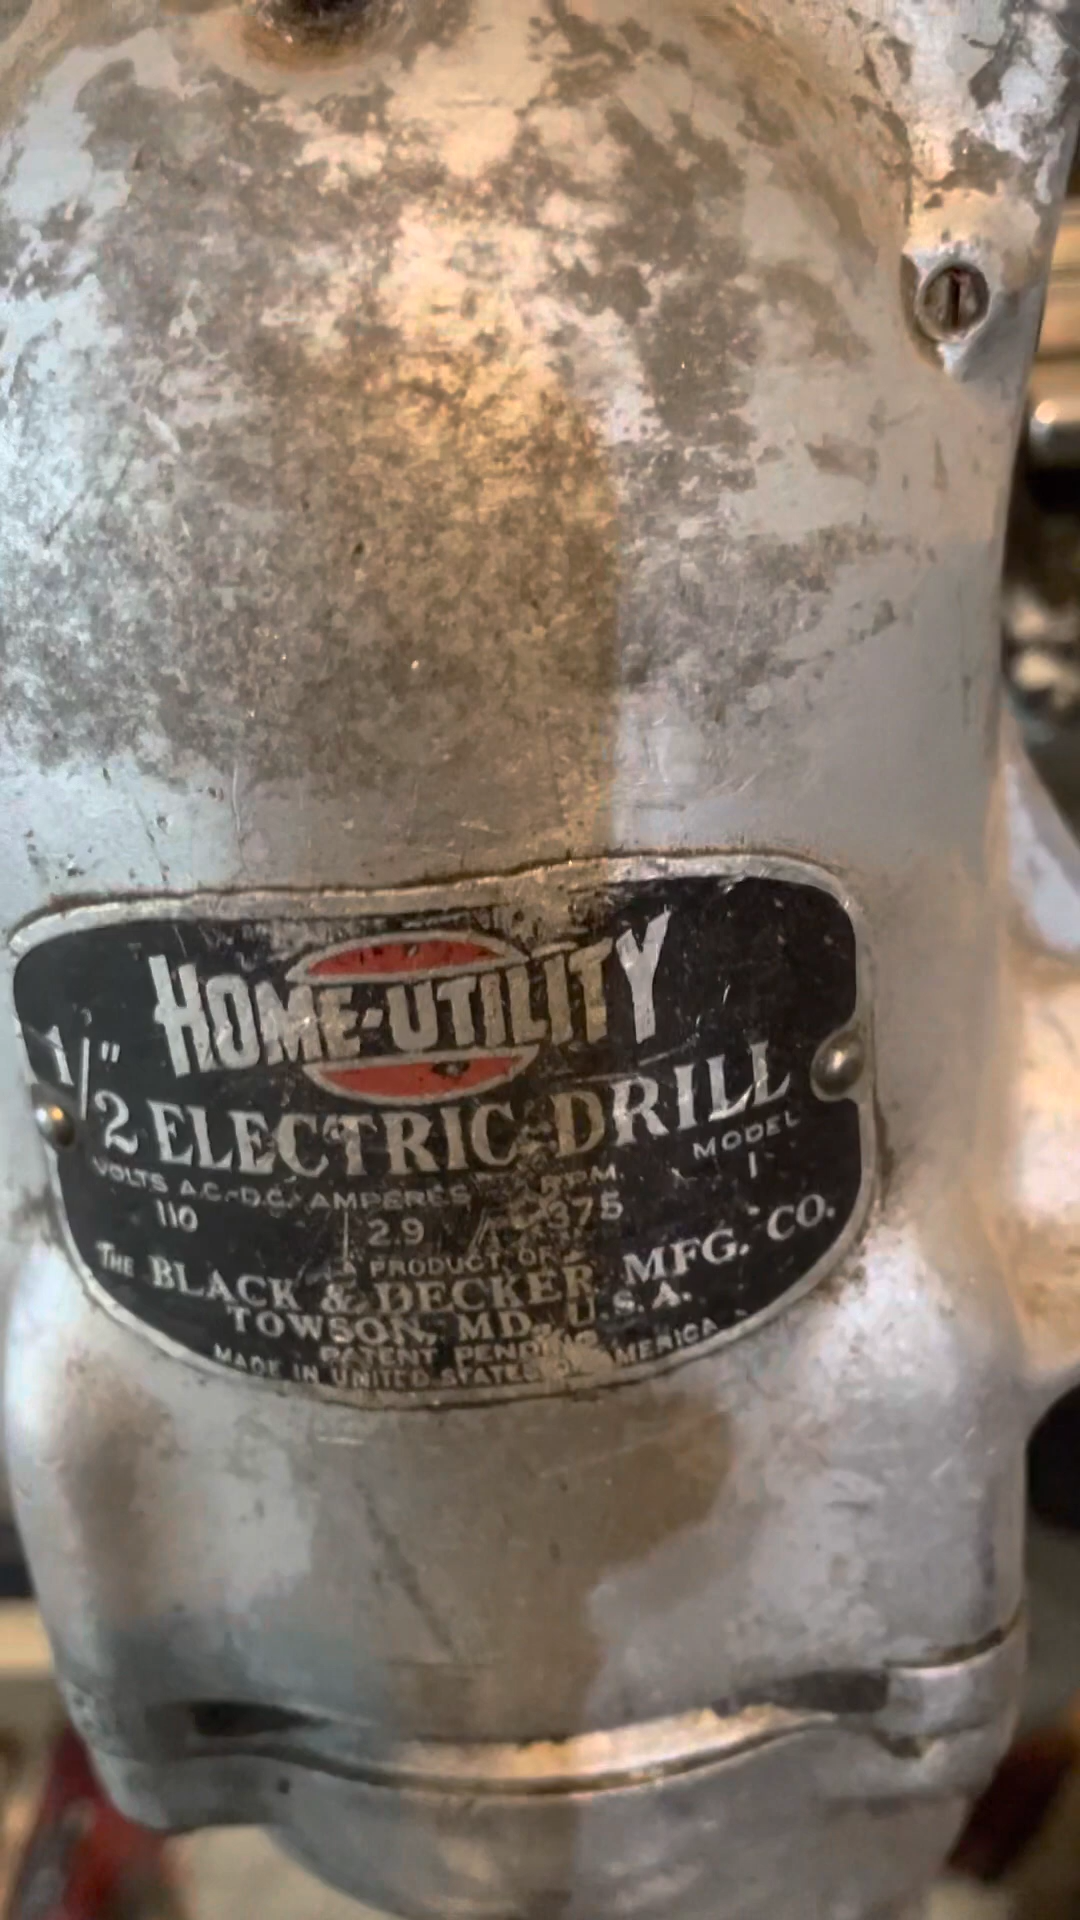 HOME-UTILITY
1/2" ELECTRIC DRILL
VOLTS A.C.-D.C. AMPERES R.P.M. MODEL
110 2.9 375 1
A PRODUCT OF
THE BLACK & DECKER MFG. CO.
TOWSON, MD., U.S.A.
PATENT PENDING
MADE IN UNITED STATES OF AMERICA